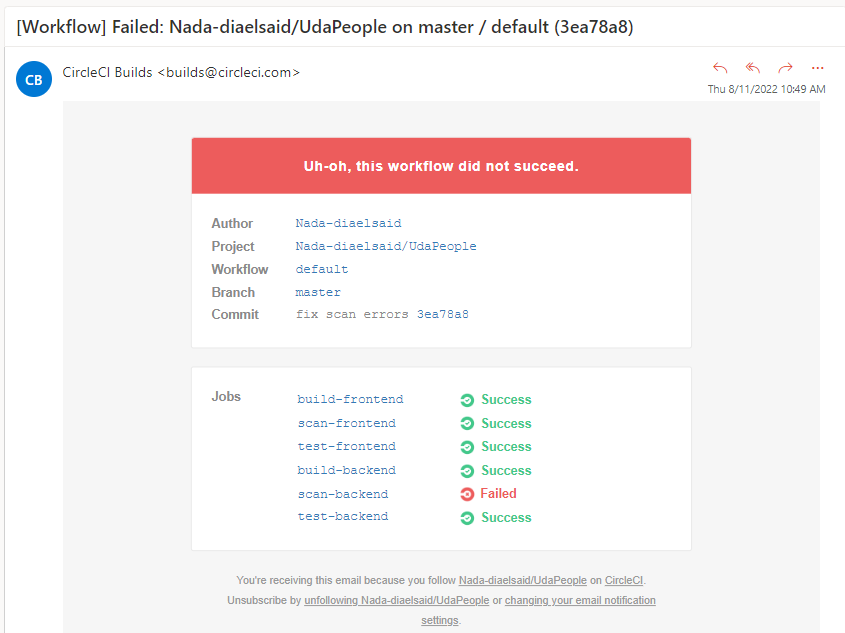 [Workflow] Failed: Nada-diaelsaid/UdaPeople on master / default (3ea78a8)
CB
CircleCI Builds <builds@circleci.com>
Thu 8/11/2022 10:49 AM
Uh-oh, this workflow did not succeed.
Author Nada-diaelsaid
Project Nada-diaelsaid/UdaPeople
Workflow default
Branch master
Commit fix scan errors 3ea78a8
Jobs build-frontend Success
scan-frontend Success
test-frontend Success
build-backend Success
scan-backend Failed
test-backend Success
You're receiving this email because you follow Nada-diaelsaid/UdaPeople on CircleCI.
Unsubscribe by unfollowing Nada-diaelsaid/UdaPeople or changing your email notification
settings.